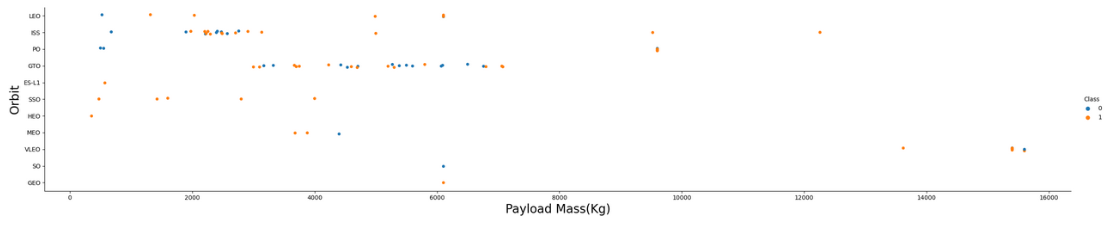 LEO
ISS
PO
GTO
ES-L1
SSO
HEO
MEO
VLEO
SO
GEO
Orbit
0 2000 4000 6000 8000 10000 12000 14000 16000
Payload Mass(Kg)
Class
0
1